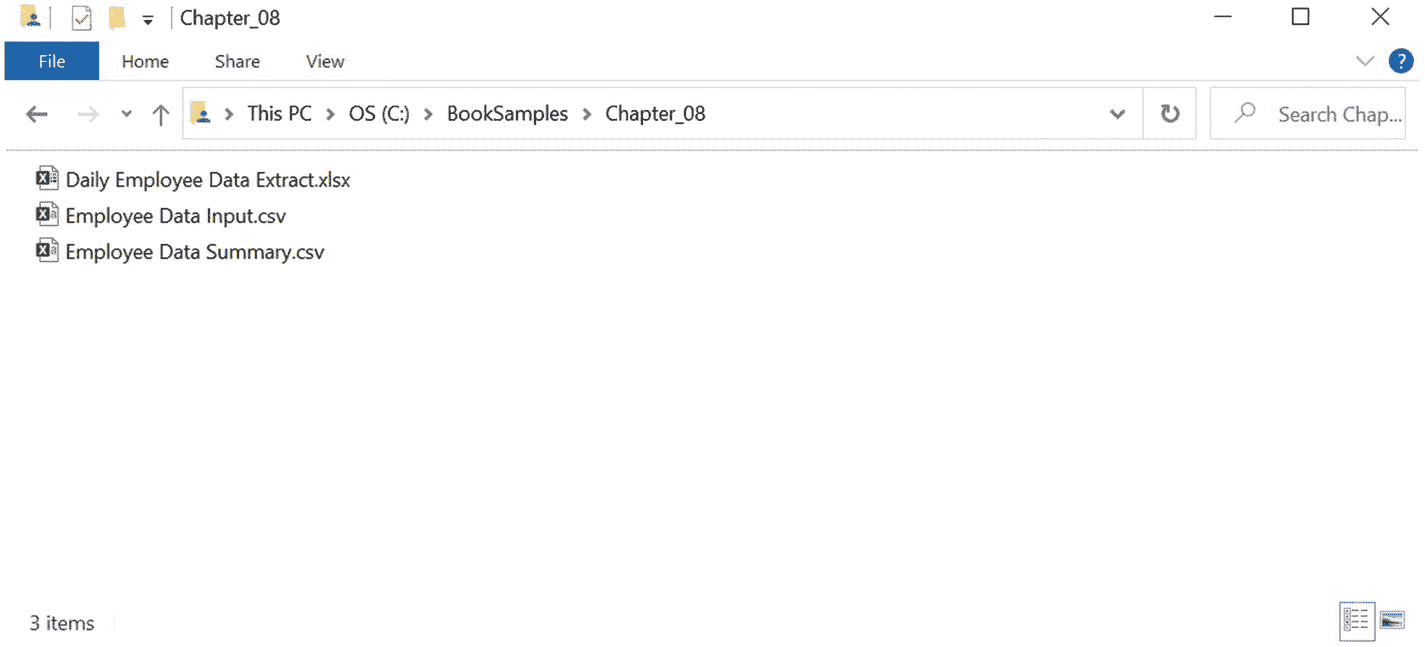 Chapter_08
File Home Share View ?
This PC OS (C:) BookSamples Chapter_08 Search Chap...
Daily Employee Data Extract.xlsx
Employee Data Input.csv
Employee Data Summary.csv
3 items